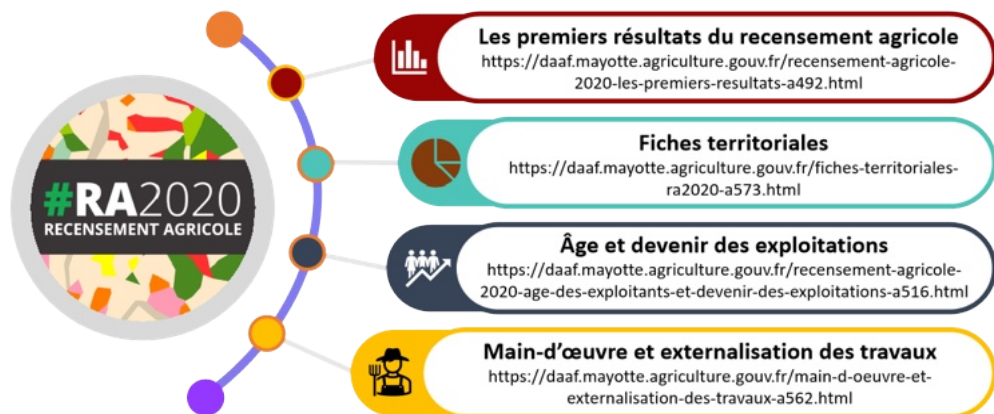 #RA2020
RECENSEMENT AGRICOLE
Les premiers résultats du recensement agricole
https://daaf.mayotte.agriculture.gouv.fr/recensement-agricole-
2020-les-premiers-resultats-a492.html
Fiches territoriales
https://daaf.mayotte.agriculture.gouv.fr/fiches-territoriales-
ra2020-a573.html
Âge et devenir des exploitations
https://daaf.mayotte.agriculture.gouv.fr/recensement-agricole-
2020-age-des-exploitants-et-devenir-des-exploitations-a516.html
Main-d’œuvre et externalisation des travaux
https://daaf.mayotte.agriculture.gouv.fr/main-d-oeuvre-et-
externalisation-des-travaux-a562.html